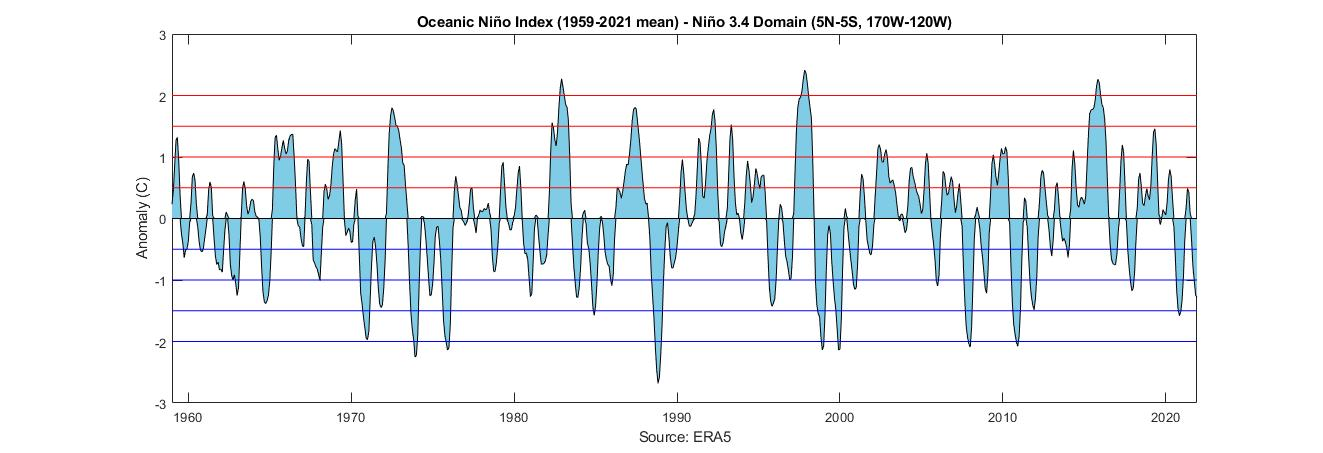 Oceanic Niño Index (1959-2021 mean) - Niño 3.4 Domain (5N-5S, 170W-120W)
3
2
1
0
-1
-2
-3
Anomaly (C)
1960 1970 1980 1990 2000 2010 2020
Source: ERA5